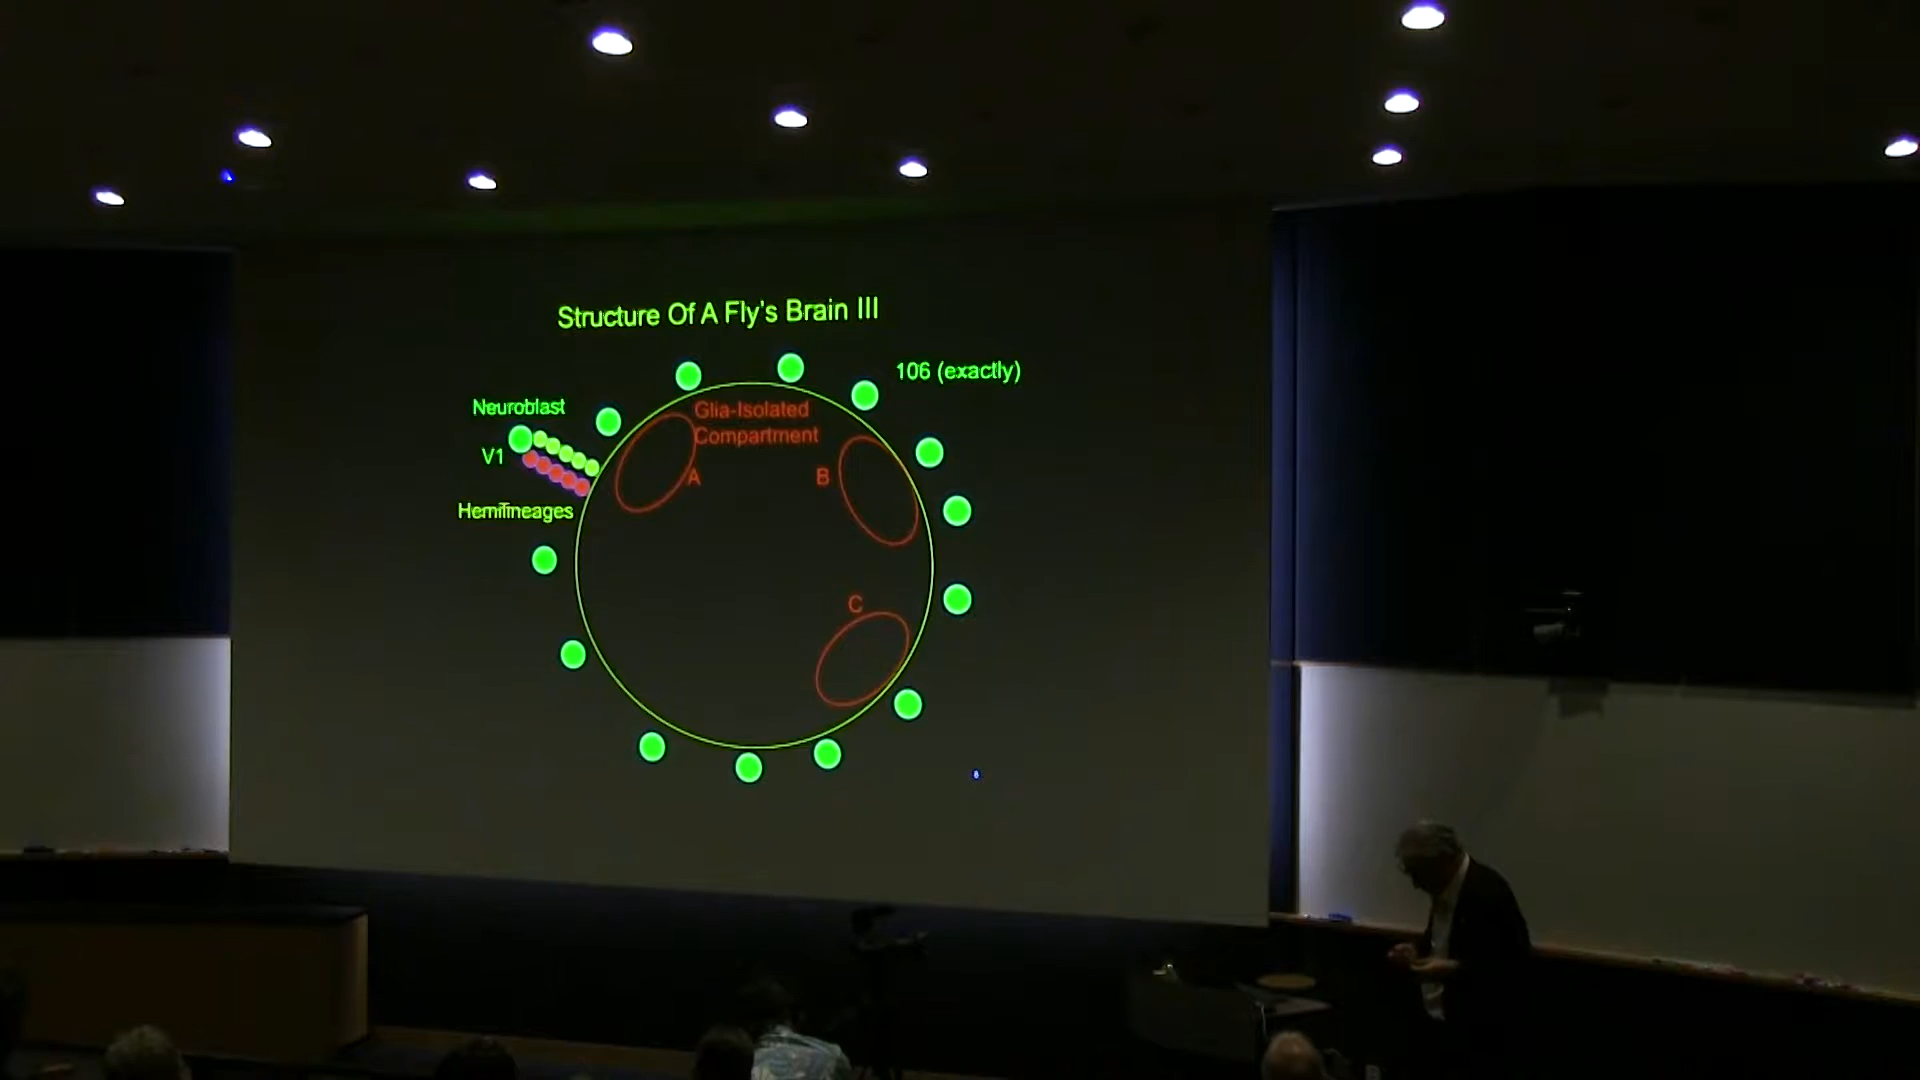 Structure Of A Fly's Brain III
106 (exactly)
Neuroblast
V1
Hemilineages
Glia-Isolated
Compartment
A
B
C